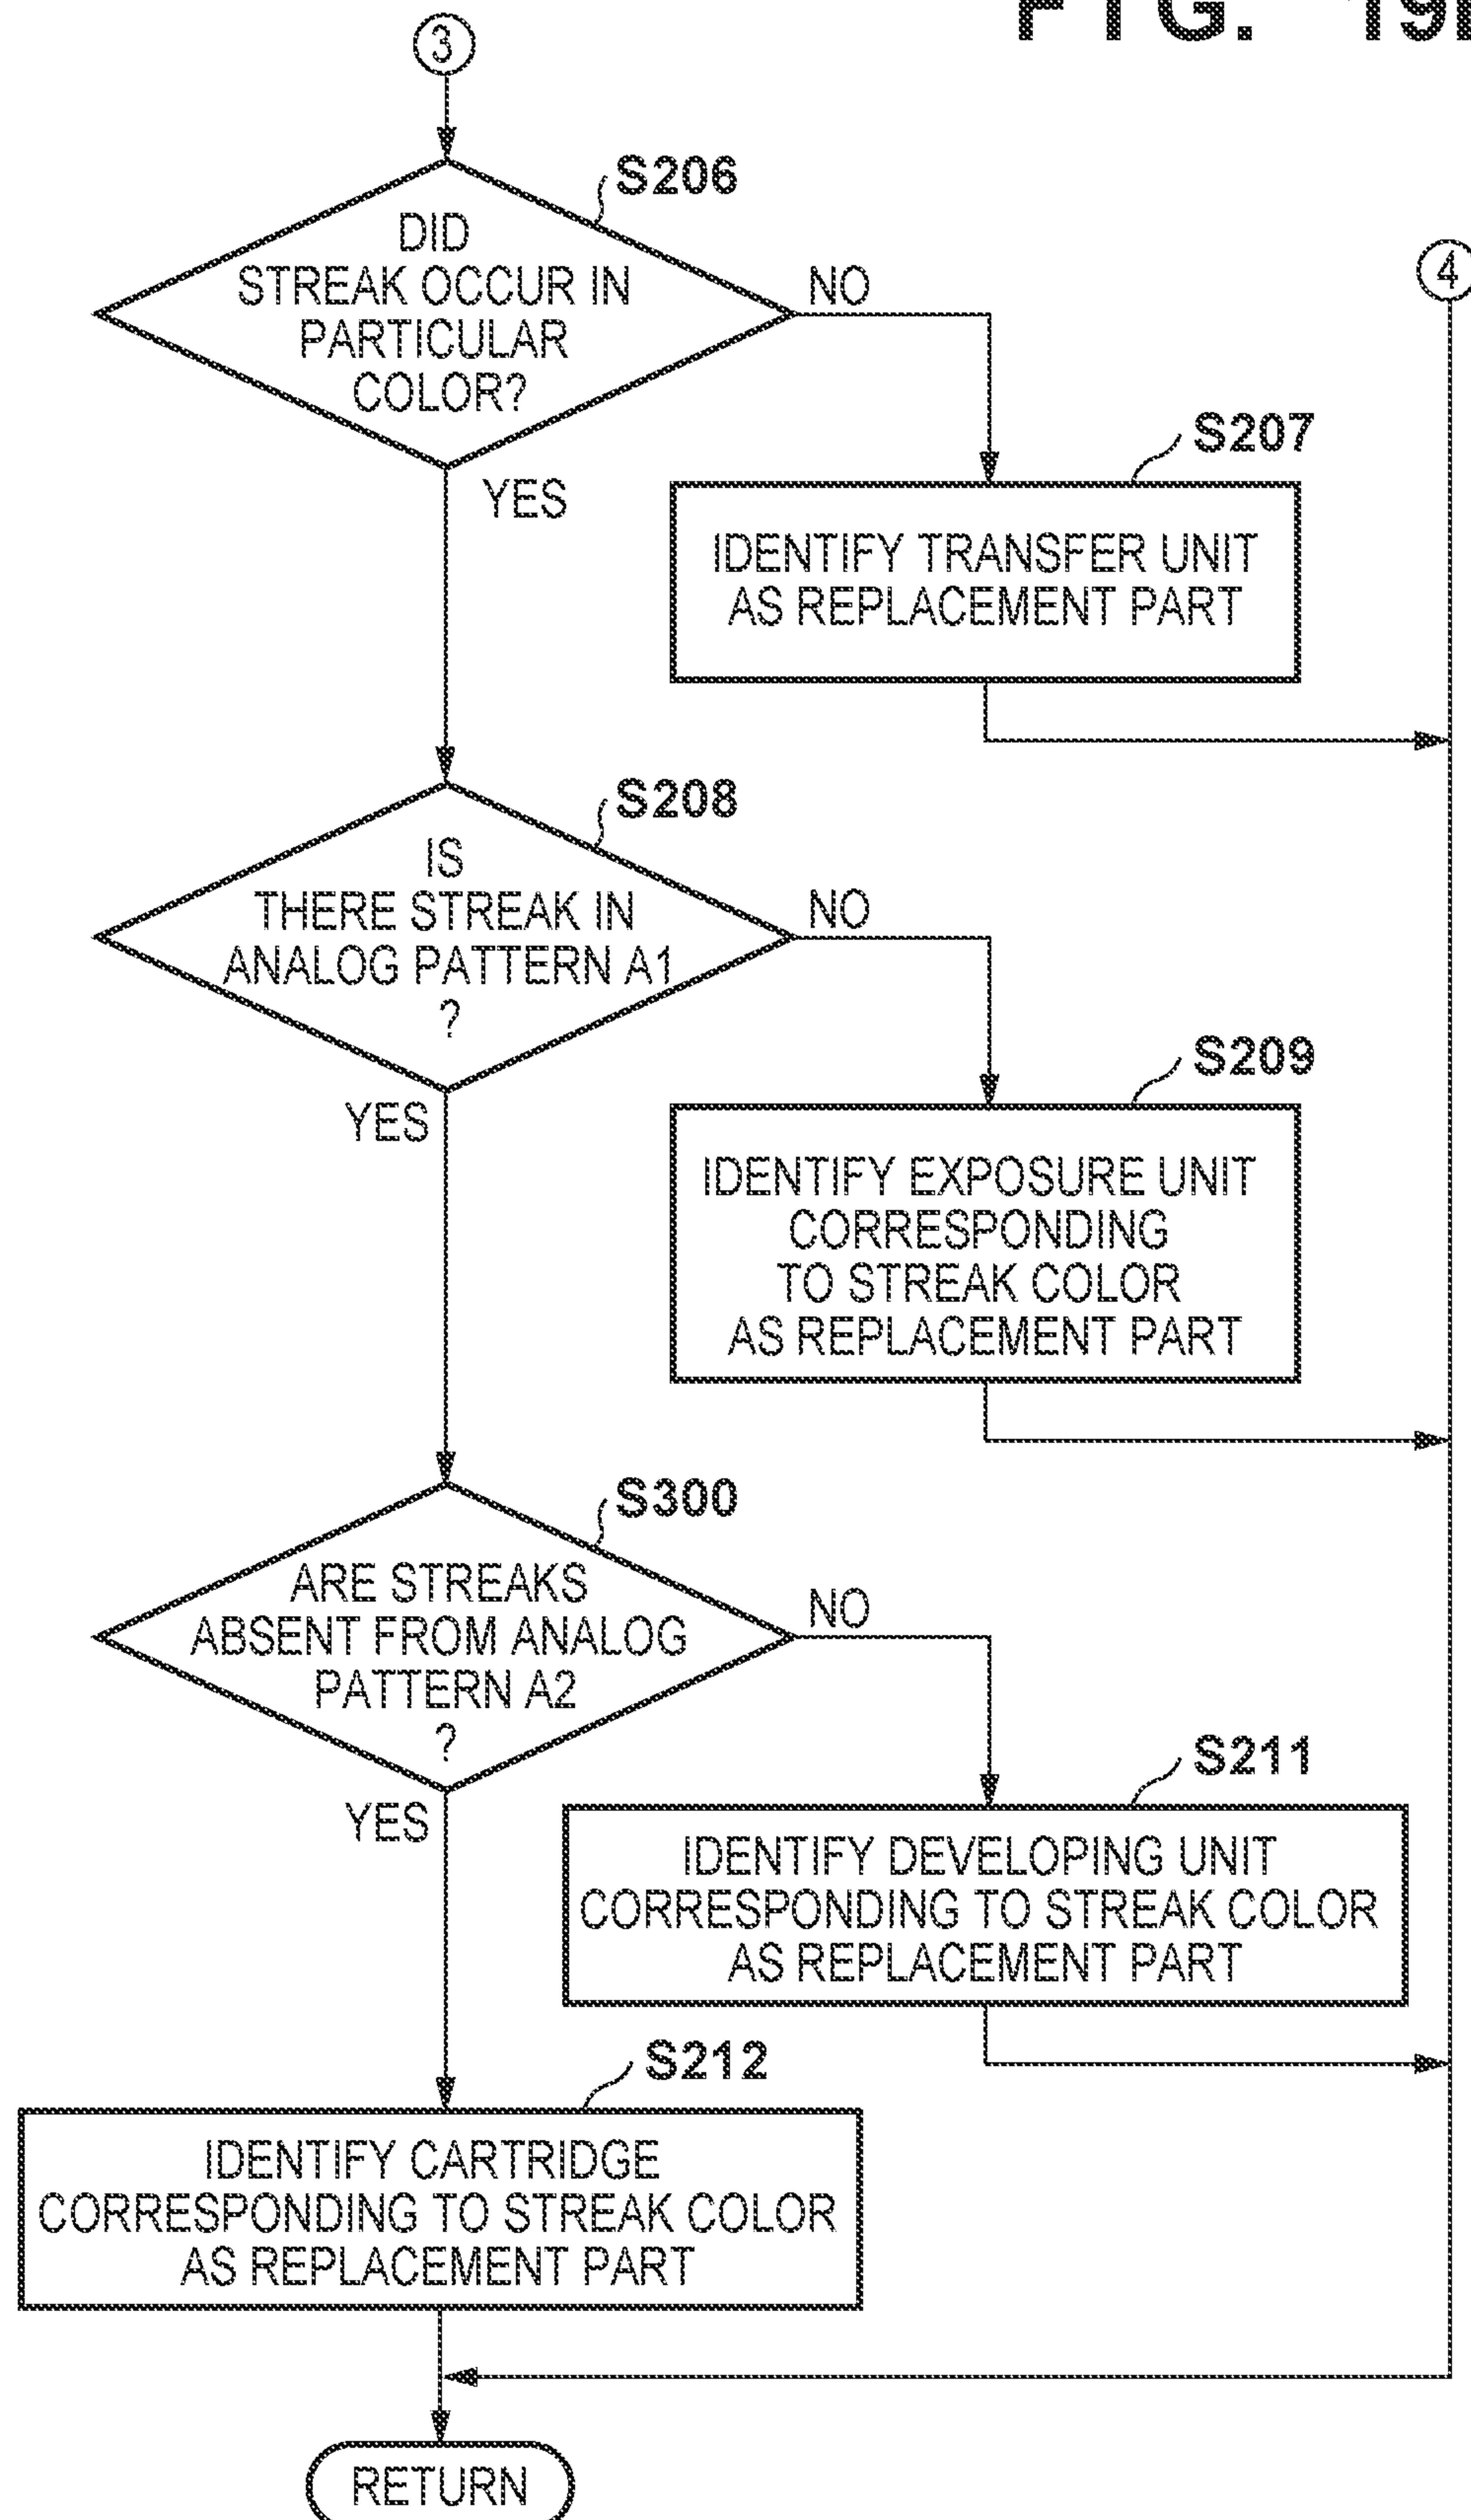 FIG. 19
3
S206
DID
STREAK OCCUR IN
PARTICULAR
COLOR?
NO
4
YES
S207
IDENTIFY TRANSFER UNIT
AS REPLACEMENT PART
S208
IS
THERE STREAK IN
ANALOG PATTERN A1
?
NO
YES
S209
IDENTIFY EXPOSURE UNIT
CORRESPONDING
TO STREAK COLOR
AS REPLACEMENT PART
S300
ARE STREAKS
ABSENT FROM ANALOG
PATTERN A2
?
NO
YES
S211
IDENTIFY DEVELOPING UNIT
CORRESPONDING TO STREAK COLOR
AS REPLACEMENT PART
S212
IDENTIFY CARTRIDGE
CORRESPONDING TO STREAK COLOR
AS REPLACEMENT PART
RETURN